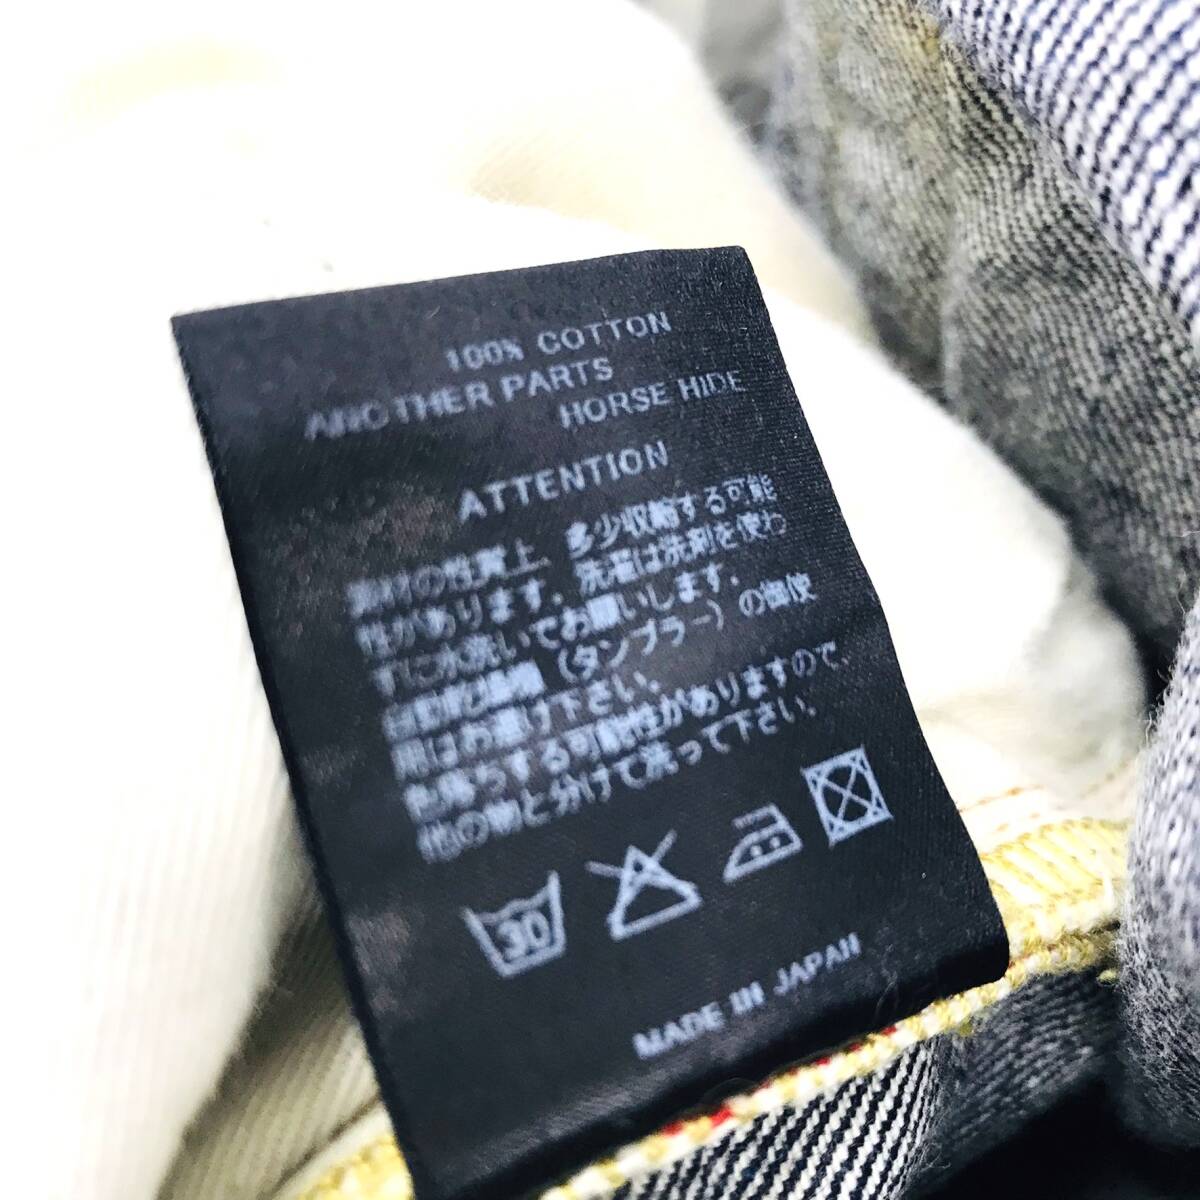 100% COTTON
ANOTHER PARTS
HORSE HIDE
ATTENTION
素材の性質上、多少収縮する可能
性があります。洗濯は洗剤を使わ
ずに水洗いでお願いします。
自動乾燥機（タンブラー）の御使
用はお避け下さい。
色落ちする可能性がありますので、
他の物と分けて洗って下さい。
30
MADE IN JAPAN